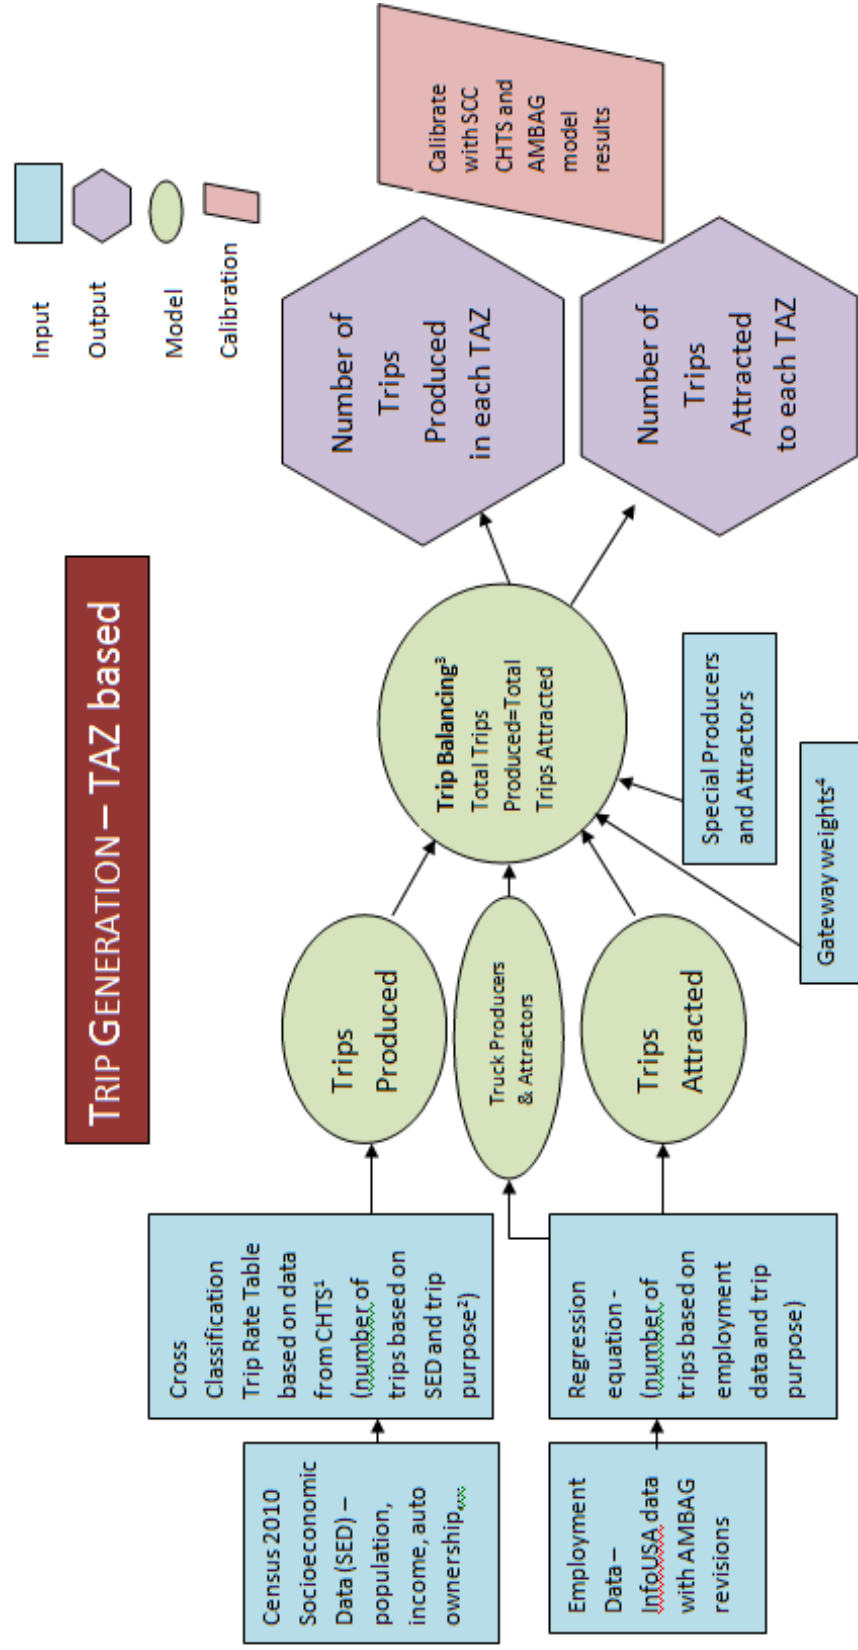 TRIP GENERATION – TAZ based
Input
Output
Model
Calibration
Census 2010
Socioeconomic
Data (SED) –
population,
income, auto
ownership,...
Cross
Classification
Trip Rate Table
based on data
from CHTS¹
(number of
trips based on
SED and trip
purpose²)
Employment
Data –
InfoUSA data
with AMBAG
revisions
Regression
equation -
(number of
trips based on
employment
data and trip
purpose)
Trips
Produced
Truck Producers
& Attractors
Trips
Attracted
Trip Balancing³
Total Trips
Produced=Total
Trips Attracted
Gateway weights⁴
Special Producers
and Attractors
Number of
Trips
Produced
in each TAZ
Number of
Trips
Attracted
to each TAZ
Calibrate
with SCC
CHTS and
AMBAG
model
results